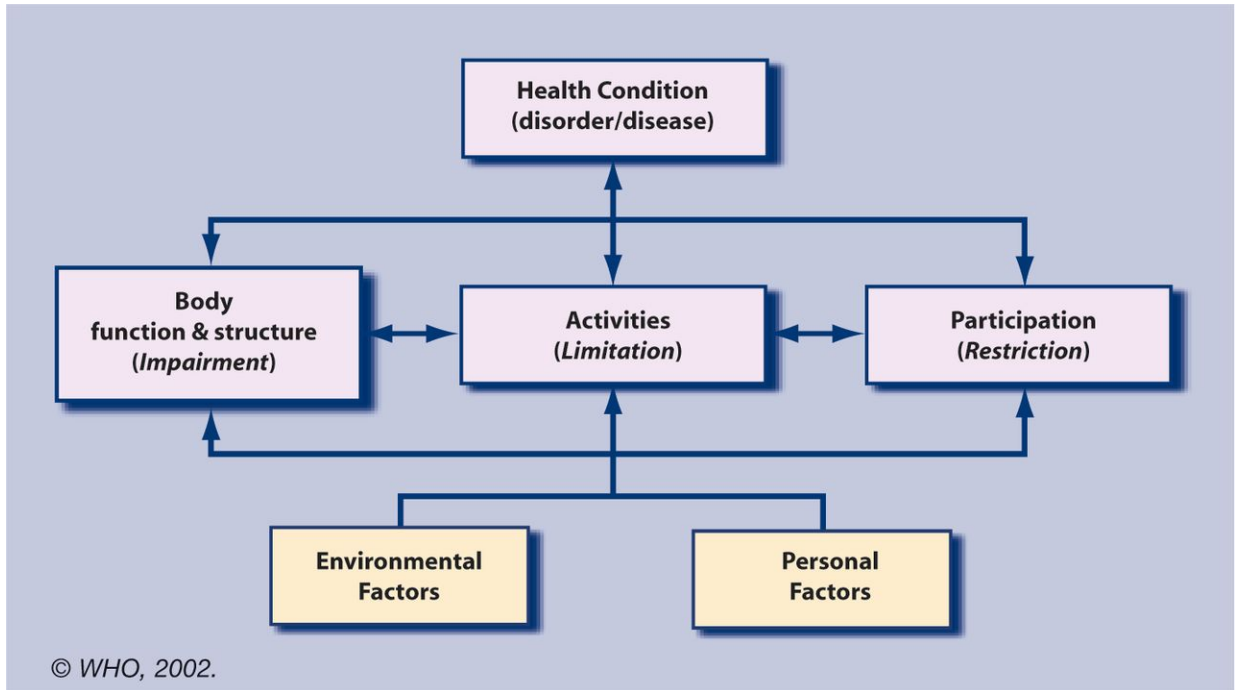 Health Condition
(disorder/disease)
Body
function & structure
(Impairment)
Activities
(Limitation)
Participation
(Restriction)
Environmental
Factors
Personal
Factors
© WHO, 2002.